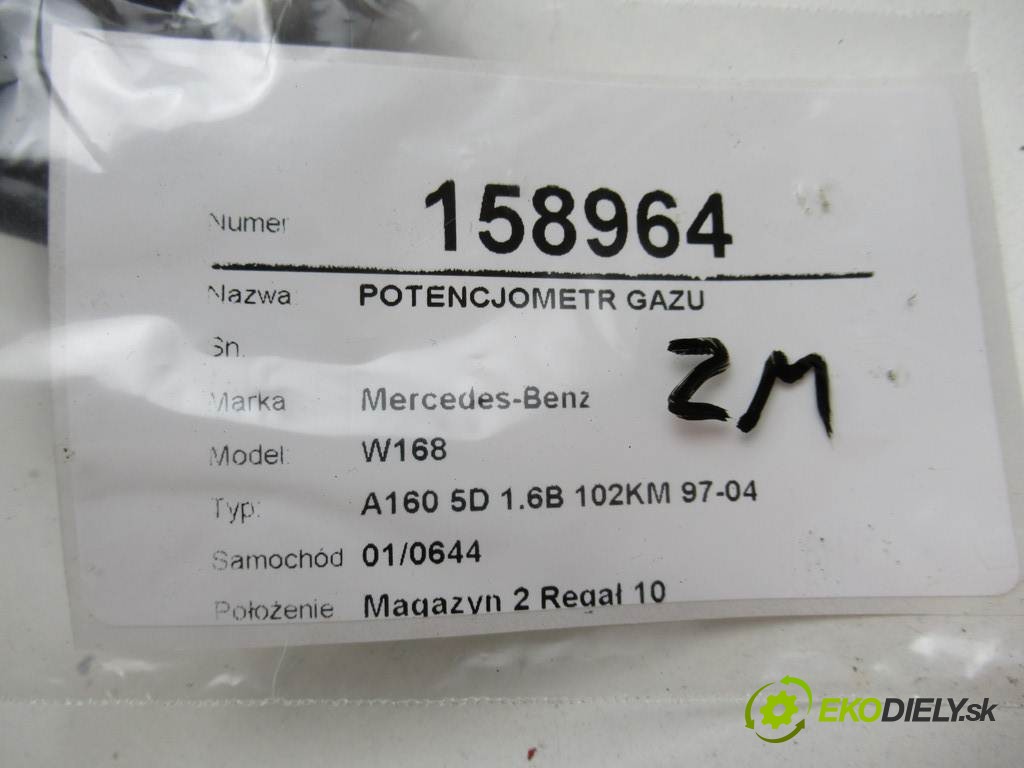 Numer 158964
Nazwa: POTENCJOMETR GAZU
Sn.
ZM
Marka Mercedes-Benz
Model: W168
Typ: A160 5D 1.6B 102KM 97-04
Samochód 01/0644
Położenie Magazyn 2 Regał 10
EKODIELY.sk